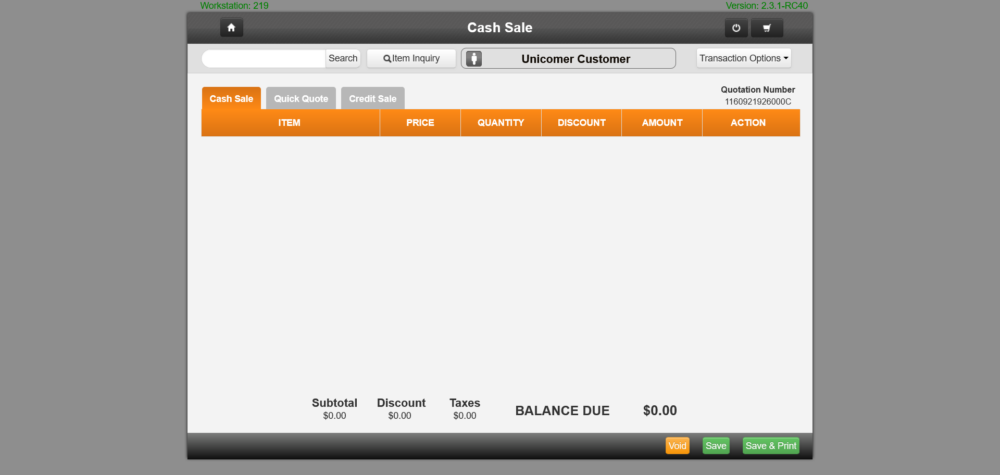 Workstation: 219
Version: 2.3.1-RC40
Cash Sale
Search
Item Inquiry
Unicomer Customer
Transaction Options
Cash Sale
Quick Quote
Credit Sale
Quotation Number
1160921926000C
ITEM
PRICE
QUANTITY
DISCOUNT
AMOUNT
ACTION
Subtotal
$0.00
Discount
$0.00
Taxes
$0.00
BALANCE DUE
$0.00
Void
Save
Save & Print